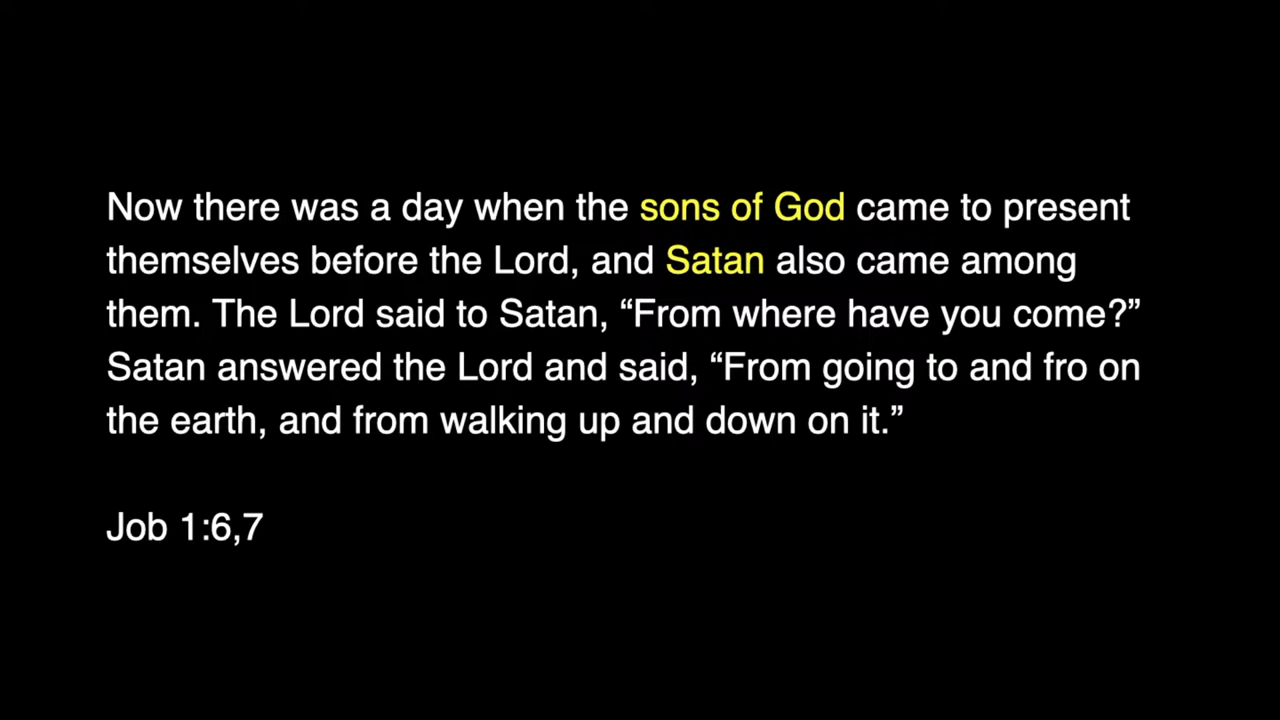 Now there was a day when the sons of God came to present
themselves before the Lord, and Satan also came among
them. The Lord said to Satan, “From where have you come?”
Satan answered the Lord and said, “From going to and fro on
the earth, and from walking up and down on it.”
Job 1:6,7